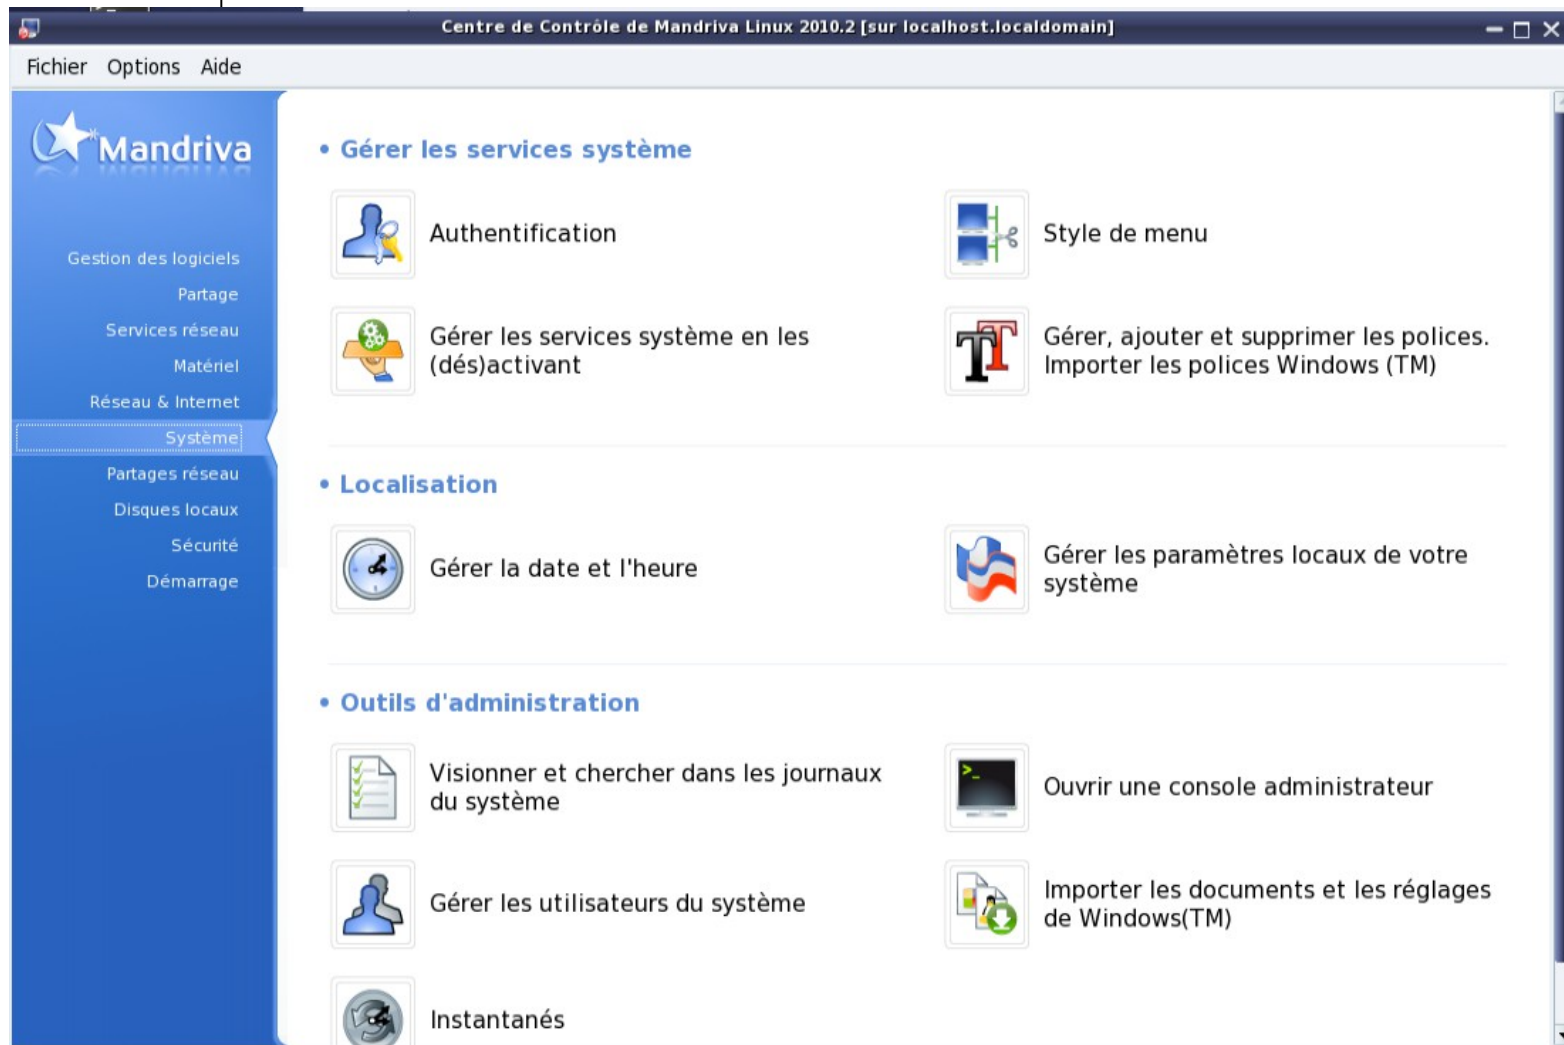 Centre de Contrôle de Mandriva Linux 2010.2 [sur localhost.localdomain]
Fichier Options Aide
Mandriva
Gestion des logiciels
Partage
Services réseau
Matériel
Réseau & Internet
Système
Partages réseau
Disques locaux
Sécurité
Démarrage
• Gérer les services système
Authentification
Style de menu
Gérer les services système en les
(dés)activant
Gérer, ajouter et supprimer les polices.
Importer les polices Windows (TM)
• Localisation
Gérer la date et l'heure
Gérer les paramètres locaux de votre
système
• Outils d'administration
Visionner et chercher dans les journaux
du système
Ouvrir une console administrateur
Gérer les utilisateurs du système
Importer les documents et les réglages
de Windows(TM)
Instantanés